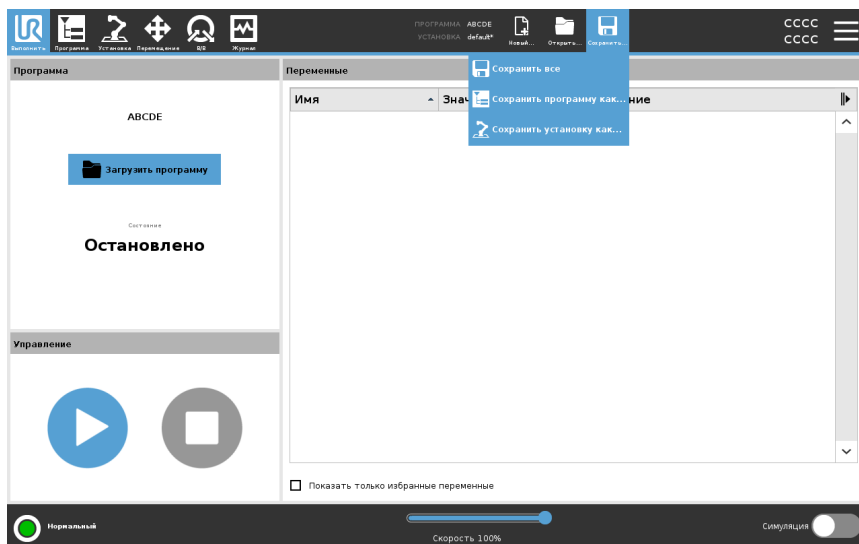 UR
Выполнить Программа Установка Перемещение В/В Журнал
ПРОГРАММА ABCDE
УСТАНОВКА default*
Новый... Открыть... Сохранить...
CCCC
CCCC
Программа
Переменные
Сохранить все
Сохранить программу как...
Сохранить установку как...
Имя
Знач
ние
ABCDE
Загрузить программу
Состояния
Остановлено
Управление
Показать только избранные переменные
Нормальный
Скорость 100%
Симуляция